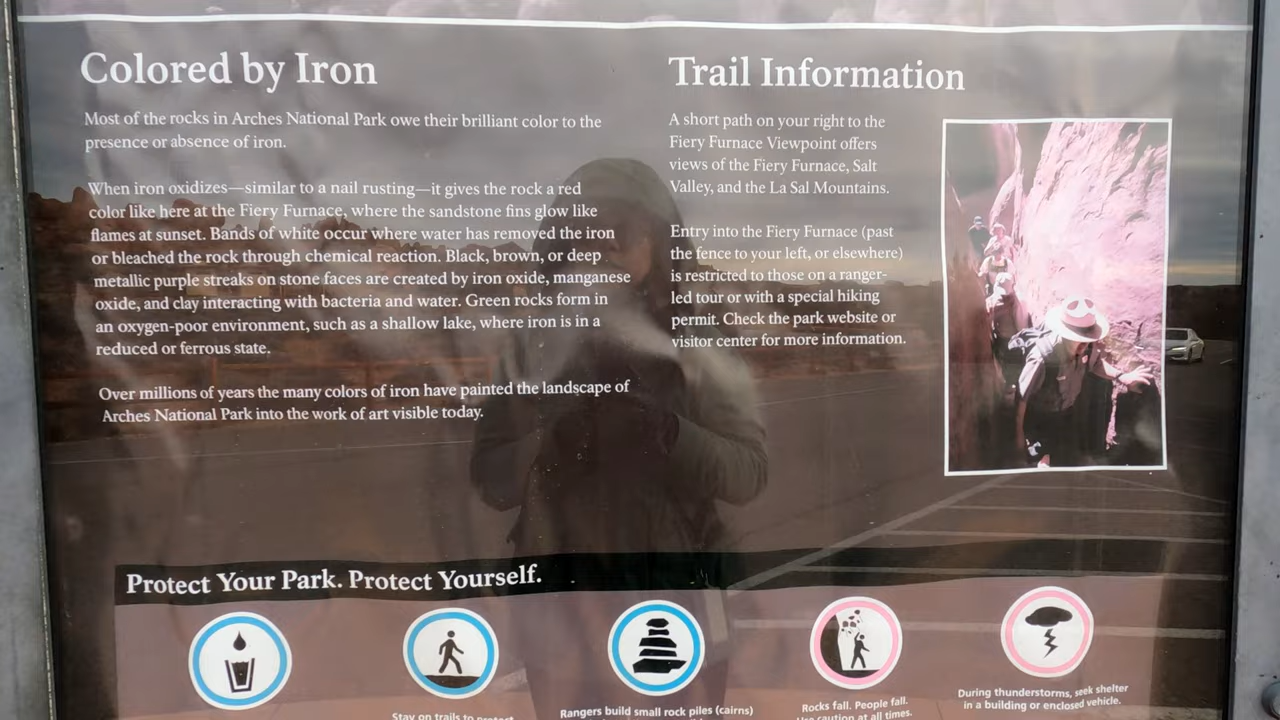 Colored by Iron
Most of the rocks in Arches National Park owe their brilliant color to the
presence or absence of iron.
When iron oxidizes—similar to a nail rusting—it gives the rock a red
color like here at the Fiery Furnace, where the sandstone fins glow like
flames at sunset. Bands of white occur where water has removed the iron
or bleached the rock through chemical reaction. Black, brown, or deep
metallic purple streaks on stone faces are created by iron oxide, manganese
oxide, and clay interacting with bacteria and water. Green rocks form in
an oxygen-poor environment, such as a shallow lake, where iron is in a
reduced or ferrous state.
Over millions of years the many colors of iron have painted the landscape of
Arches National Park into the work of art visible today.
Trail Information
A short path on your right to the
Fiery Furnace Viewpoint offers
views of the Fiery Furnace, Salt
Valley, and the La Sal Mountains.
Entry into the Fiery Furnace (past
the fence to your left, or elsewhere)
is restricted to those on a ranger-
led tour or with a special hiking
permit. Check the park website or
visitor center for more information.
Protect Your Park. Protect Yourself.
Stay on trails to protect
Rangers build small rock piles (cairns)
Rocks fall. People fall.
Use caution at all times.
During thunderstorms, seek shelter
in a building or enclosed vehicle.